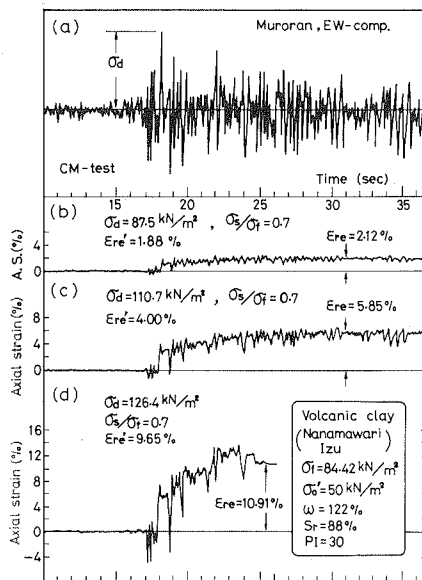 (a)
Muroran, EW-comp.
σd
CM-test
Time (sec)
15 20 25 30 35
(b)
σd = 87.5 kN/m², σs/σf = 0.7
εre' = 1.88 %
εre = 2.12 %
A. S. (%)
4
0
(c)
σd = 110.7 kN/m², σs/σf = 0.7
εre' = 4.00 %
εre = 5.85 %
Axial strain (%)
8
4
0
(d)
σd = 126.4 kN/m²
σs/σf = 0.7
εre' = 9.65 %
εre = 10.91 %
Axial strain (%)
16
12
8
4
0
-4
Volcanic clay
(Nanamawari
Izu)
σf = 84.42 kN/m²
σo' = 50 kN/m²
ω = 122%
Sr = 88%
PI ≈ 30